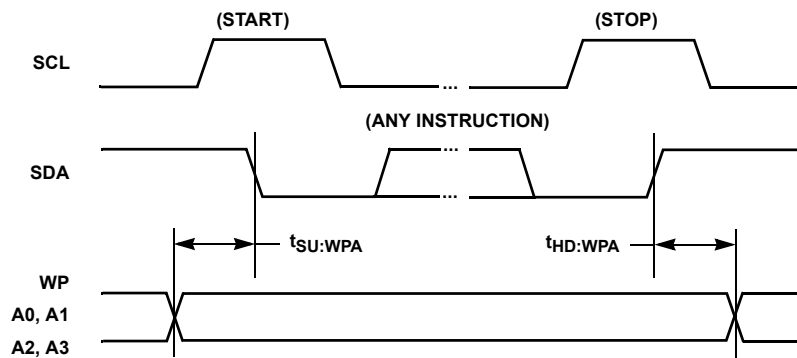 (START)
(STOP)
SCL
...
(ANY INSTRUCTION)
...
SDA
...
tSU:WPA
tHD:WPA
WP
A0, A1
A2, A3